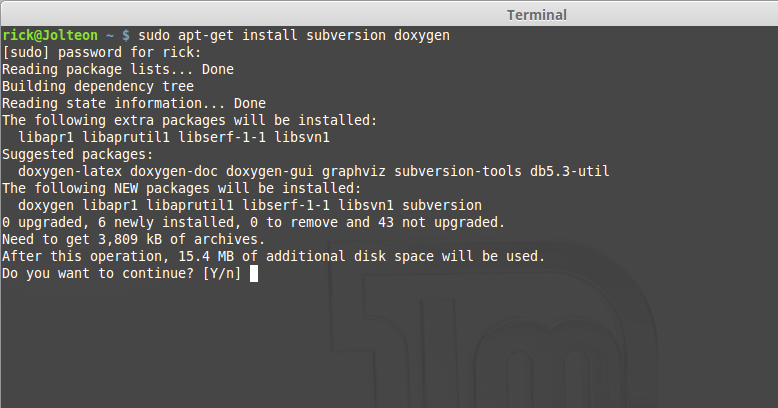 Terminal
rick@Jolteon ~ $ sudo apt-get install subversion doxygen
[sudo] password for rick:
Reading package lists... Done
Building dependency tree
Reading state information... Done
The following extra packages will be installed:
  libapr1 libaprutil1 libserf-1-1 libsvn1
Suggested packages:
  doxygen-latex doxygen-doc doxygen-gui graphviz subversion-tools db5.3-util
The following NEW packages will be installed:
  doxygen libapr1 libaprutil1 libserf-1-1 libsvn1 subversion
0 upgraded, 6 newly installed, 0 to remove and 43 not upgraded.
Need to get 3,809 kB of archives.
After this operation, 15.4 MB of additional disk space will be used.
Do you want to continue? [Y/n]